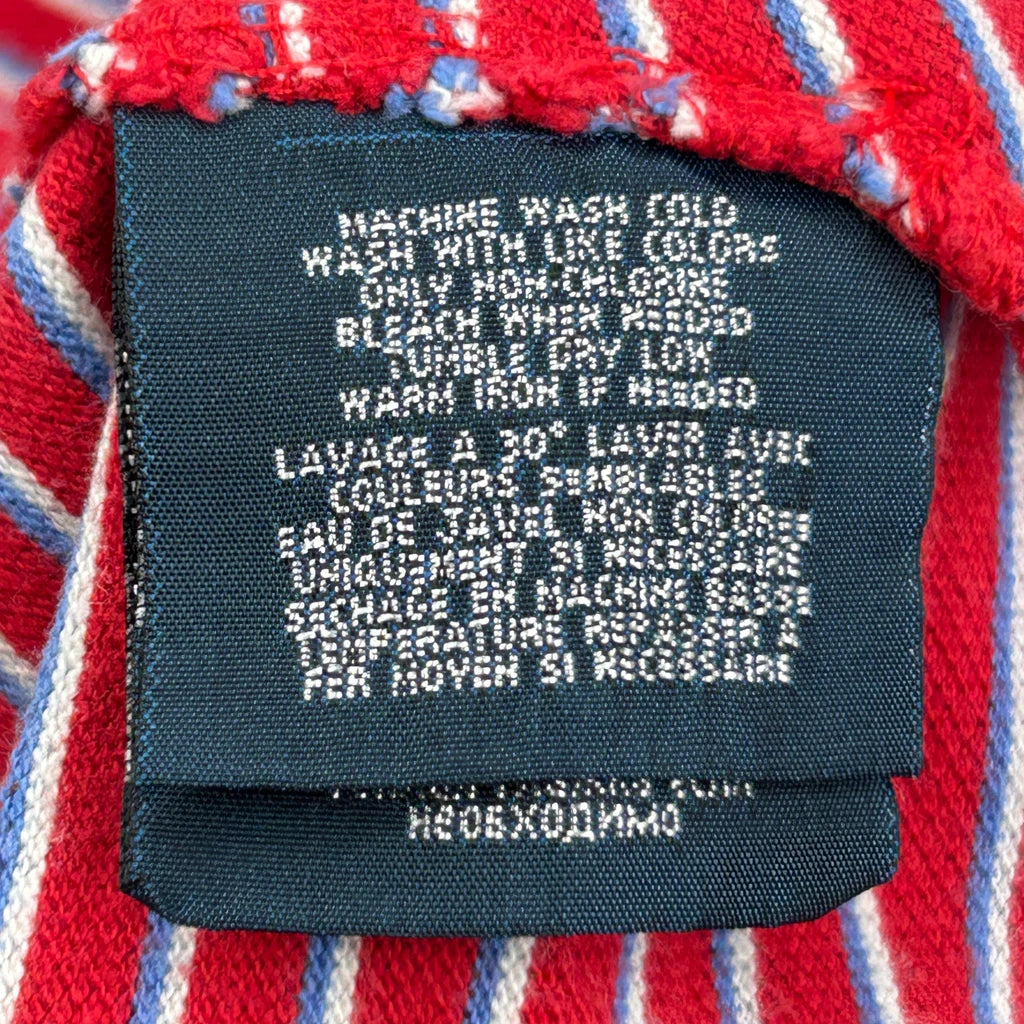 MACHINE WASH COLD
WASH WITH LIKE COLORS
ONLY NON-CHLORINE
BLEACH WHEN NEEDED
TUMBLE DRY LOW
WARM IRON IF NEEDED
LAVAGE A 30° LAVER AVEC
COULEURS SEMBLABLES
EAU DE JAVEL NON CHLOREE
UNIQUEMENT SI NECESSAIRE
SECHAGE EN MACHINE BASSE
TEMPERATURE REPASSER A
FER MOYEN SI NECESSAIRE
НЕОБХОДИМО